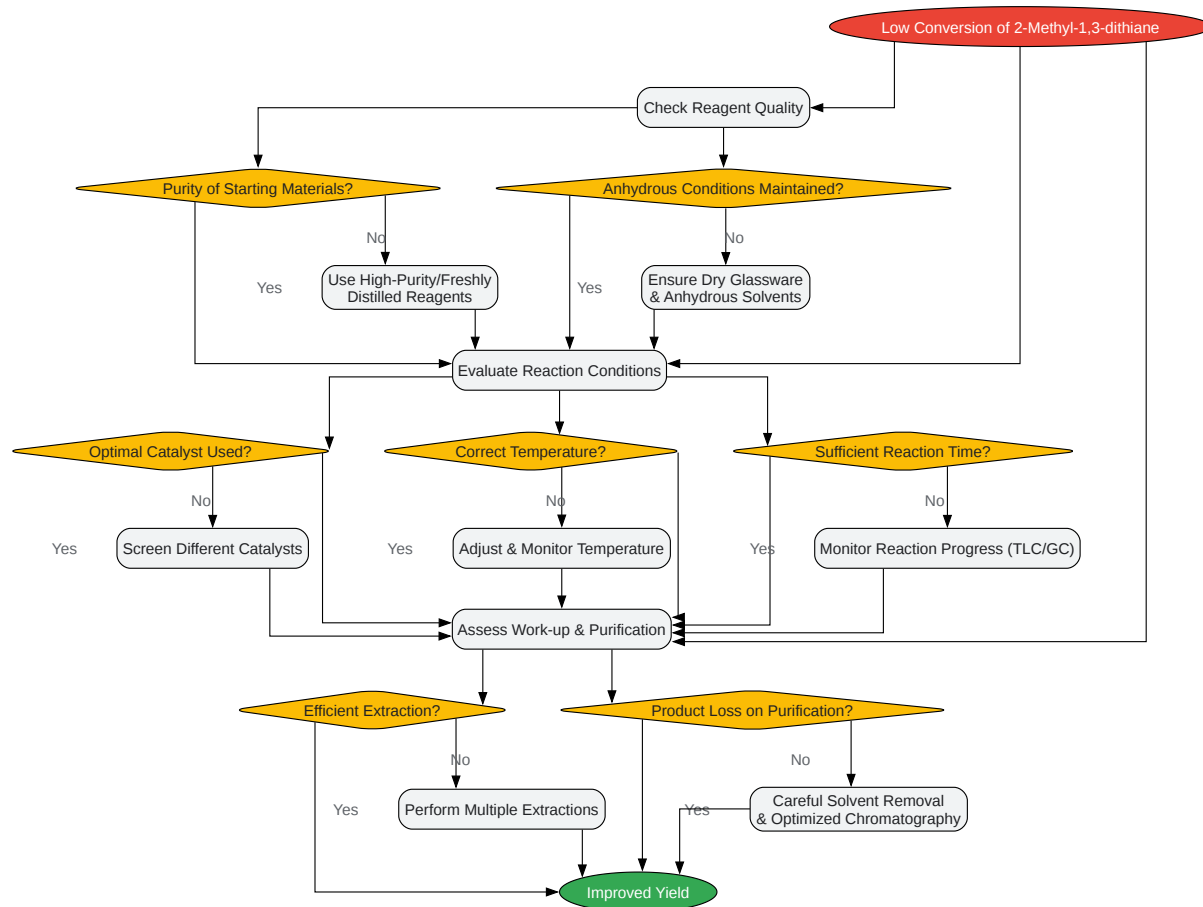 Low Conversion of 2-Methyl-1,3-dithiane
Check Reagent Quality
Purity of Starting Materials?
Anhydrous Conditions Maintained?
No
No
Yes
Use High-Purity/Freshly
Distilled Reagents
Yes
Ensure Dry Glassware
& Anhydrous Solvents
Evaluate Reaction Conditions
Optimal Catalyst Used?
Correct Temperature?
Sufficient Reaction Time?
No
No
No
Yes
Screen Different Catalysts
Yes
Adjust & Monitor Temperature
Yes
Monitor Reaction Progress (TLC/GC)
Assess Work-up & Purification
Efficient Extraction?
Product Loss on Purification?
No
No
Yes
Perform Multiple Extractions
Yes
Careful Solvent Removal
& Optimized Chromatography
Improved Yield